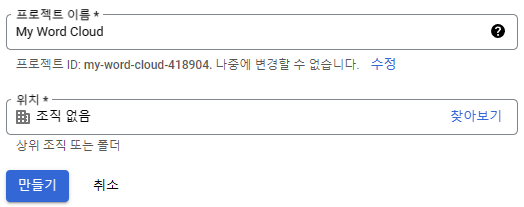 프로젝트 이름 *
My Word Cloud
프로젝트 ID: my-word-cloud-418904. 나중에 변경할 수 없습니다. 수정
위치 *
조직 없음 찾아보기
상위 조직 또는 폴더
만들기 취소